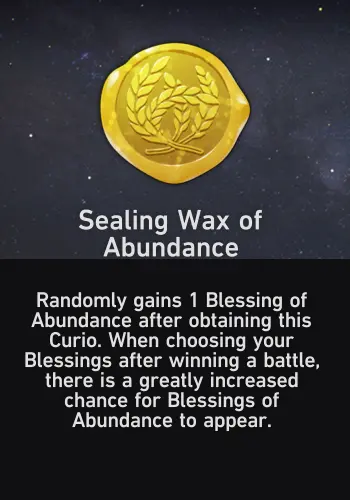 Sealing Wax of
Abundance
Randomly gains 1 Blessing of
Abundance after obtaining this
Curio. When choosing your
Blessings after winning a battle,
there is a greatly increased
chance for Blessings of
Abundance to appear.